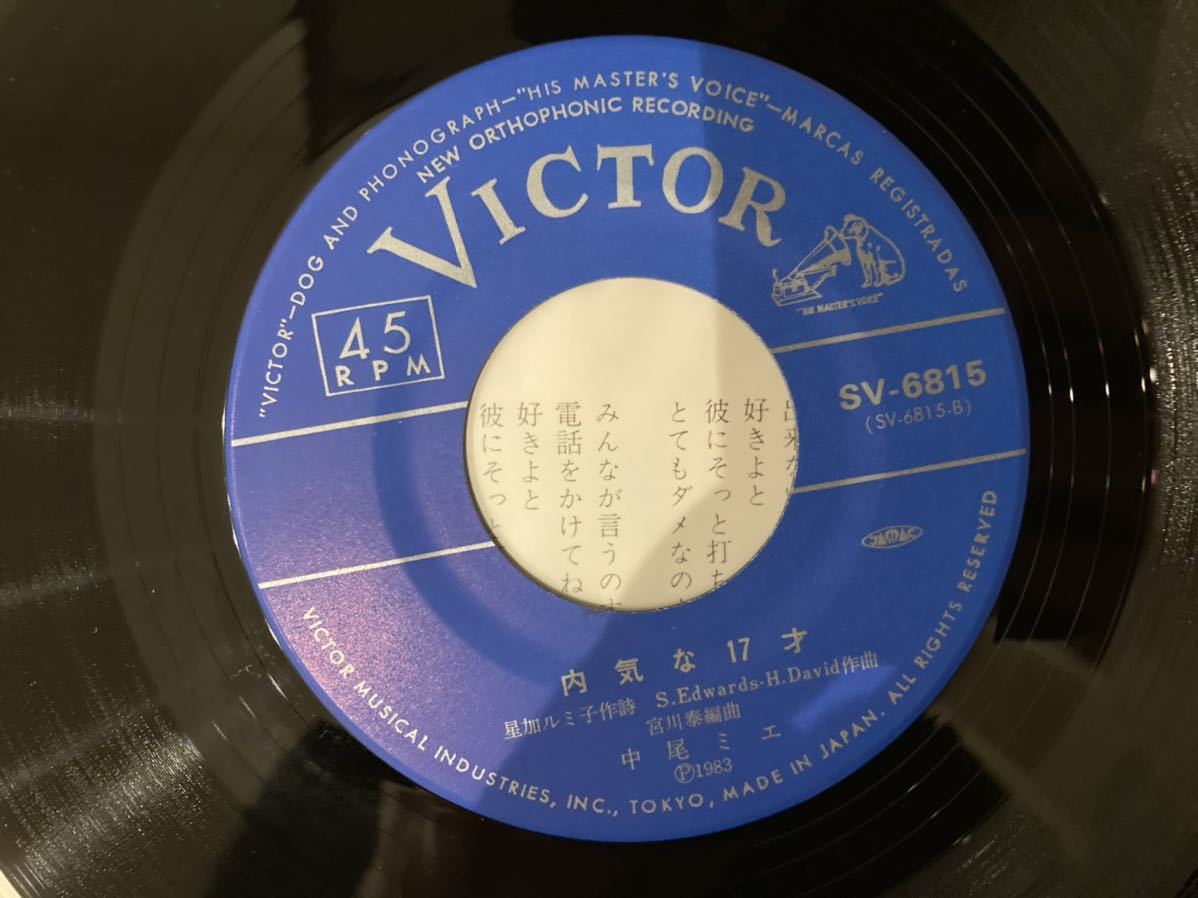 "VICTOR"—DOG AND PHONOGRAPH—"HIS MASTER'S VOICE"—MARCAS REGISTRADAS
NEW ORTHOPHONIC RECORDING
VICTOR
"HIS MASTER'S VOICE"
45
RPM
SV-6815
(SV-6815-B)
JASRAC
好きよと
彼にそっと打ち
とてもダメなの
みんなが言うの
電話をかけてね
好きよと
彼にそっと
内気な17才
星加ルミ子作詩 S.Edwards-H.David作曲
宮川泰編曲
中尾ミエ
Ⓟ1983
VICTOR MUSICAL INDUSTRIES, INC., TOKYO, MADE IN JAPAN. ALL RIGHTS RESERVED